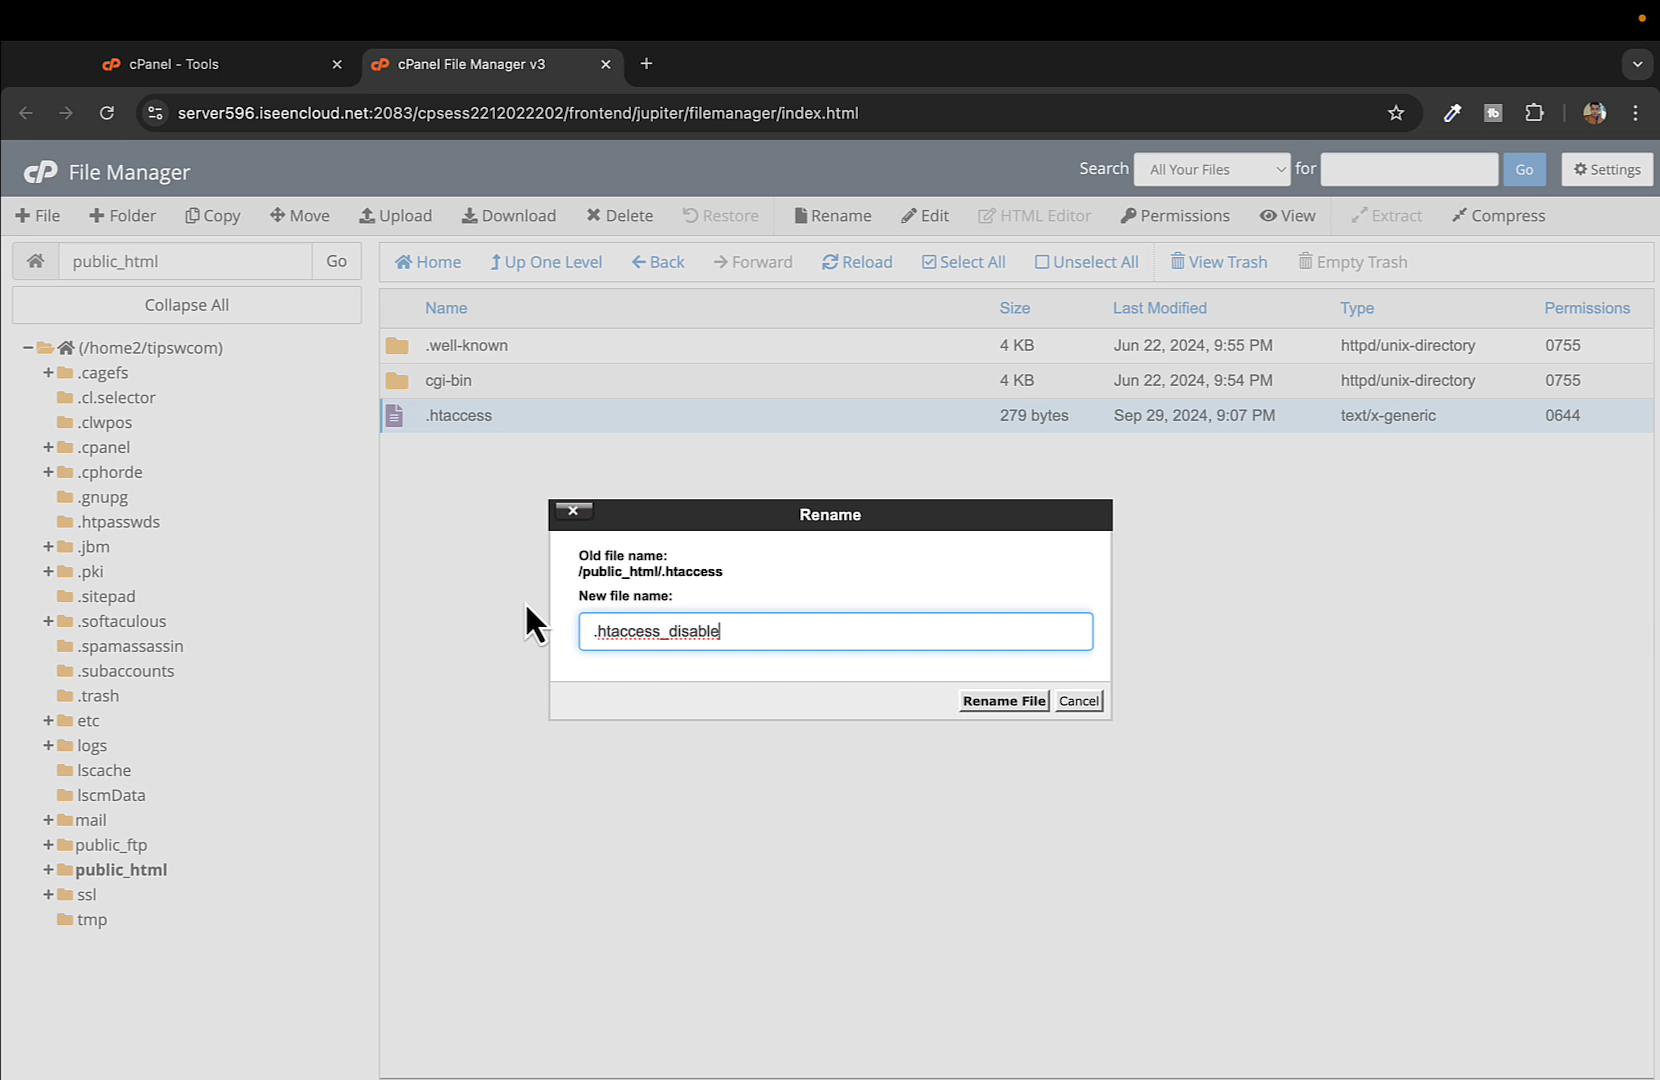 cPanel - Tools
cPanel File Manager v3
server596.iseencloud.net:2083/cpsess2212022202/frontend/jupiter/filemanager/index.html
cP File Manager
Search All Your Files for Go Settings
File Folder Copy Move Upload Download Delete Restore Rename Edit HTML Editor Permissions View Extract Compress
public_html Go
Home Up One Level Back Forward Reload Select All Unselect All View Trash Empty Trash
Collapse All
(/home2/tipswcom)
.cagefs
.cl.selector
.clwpos
.cpanel
.cphorde
.gnupg
.htpasswds
.jbm
.pki
.sitepad
.softaculous
.spamassassin
.subaccounts
.trash
etc
logs
lscache
lscmData
mail
public_ftp
public_html
ssl
tmp
Name Size Last Modified Type Permissions
.well-known 4 KB Jun 22, 2024, 9:55 PM httpd/unix-directory 0755
cgi-bin 4 KB Jun 22, 2024, 9:54 PM httpd/unix-directory 0755
.htaccess 279 bytes Sep 29, 2024, 9:07 PM text/x-generic 0644
Rename
Old file name:
/public_html/.htaccess
New file name:
.htaccess_disable
Rename File Cancel